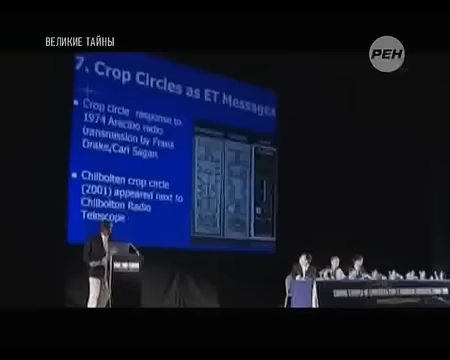 ВЕЛИКИЕ ТАЙНЫ
РЕН
7. Crop Circles as ET Messages
• Crop circle response to
1974 Arecibo radio
transmission by Frank
Drake/Carl Sagan
• Chilbolten crop circle
(2001) appeared next to
Chilbolton Radio
Telescope